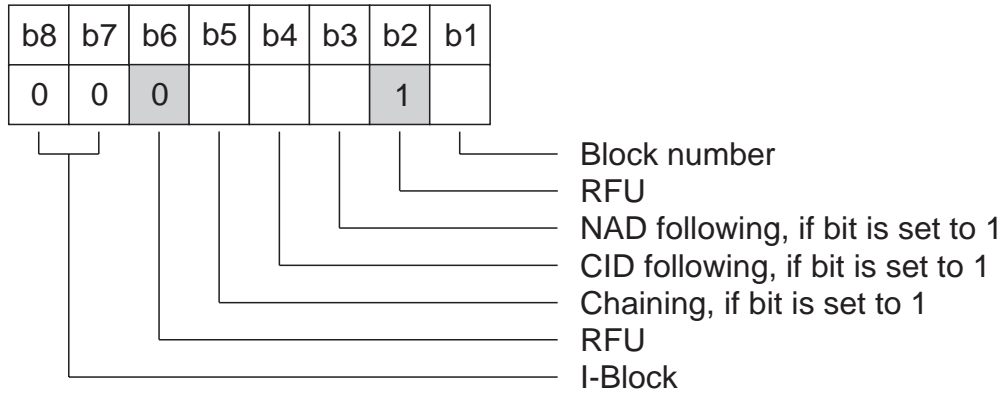 b8 b7 b6 b5 b4 b3 b2 b1
0 0 0 1
Block number
RFU
NAD following, if bit is set to 1
CID following, if bit is set to 1
Chaining, if bit is set to 1
RFU
I-Block